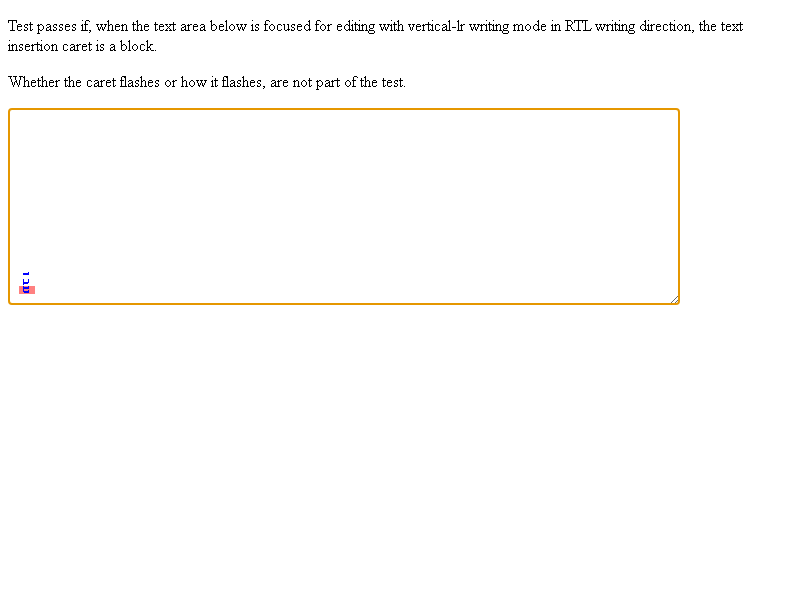 Test passes if, when the text area below is focused for editing with vertical-lr writing mode in RTL writing direction, the text
insertion caret is a block.
Whether the caret flashes or how it flashes, are not part of the test.